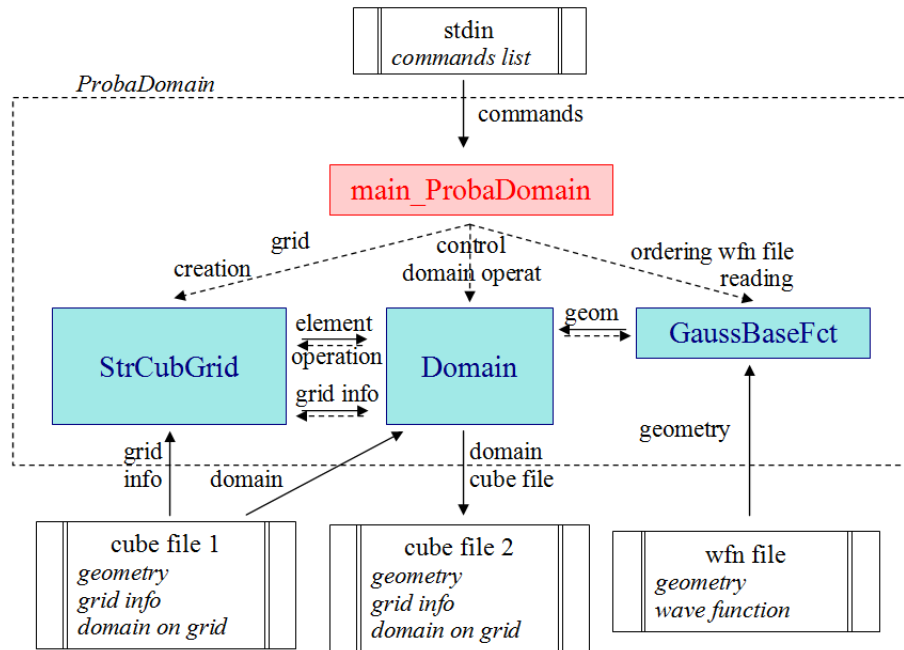 stdin
commands list
ProbaDomain
commands
main_ProbaDomain
grid
creation
control
domain operat
ordering wfn file
reading
StrCubGrid
element
operation
grid info
Domain
geom
GaussBaseFct
grid
info
domain
domain
cube file
geometry
cube file 1
geometry
grid info
domain on grid
cube file 2
geometry
grid info
domain on grid
wfn file
geometry
wave function